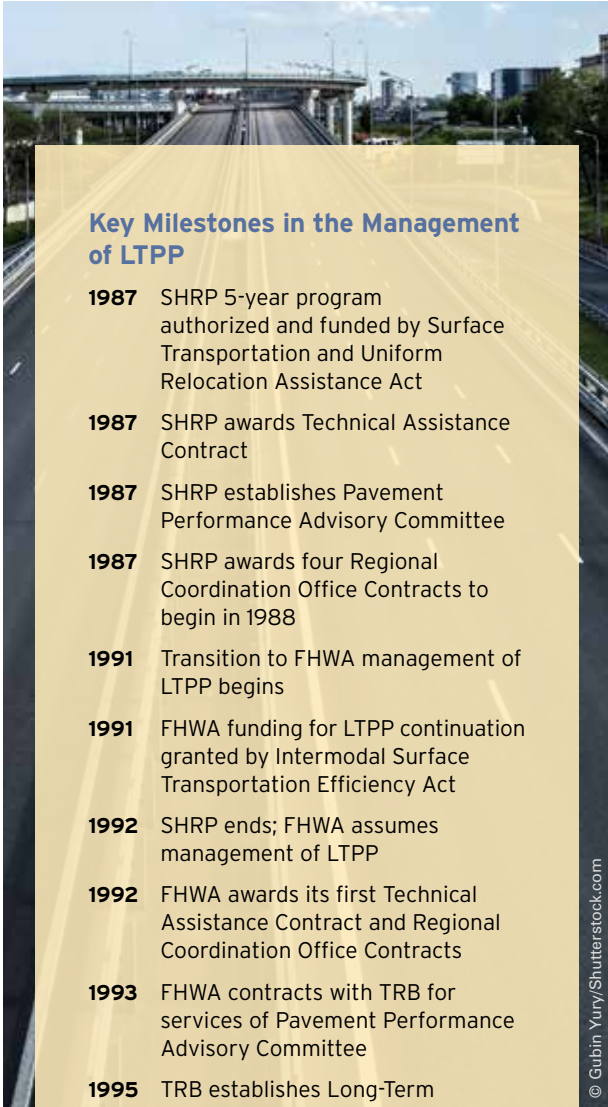 Key Milestones in the Management
of LTPP
1987 SHRP 5-year program
authorized and funded by Surface
Transportation and Uniform
Relocation Assistance Act
1987 SHRP awards Technical Assistance
Contract
1987 SHRP establishes Pavement
Performance Advisory Committee
1987 SHRP awards four Regional
Coordination Office Contracts to
begin in 1988
1991 Transition to FHWA management of
LTPP begins
1991 FHWA funding for LTPP continuation
granted by Intermodal Surface
Transportation Efficiency Act
1992 SHRP ends; FHWA assumes
management of LTPP
1992 FHWA awards its first Technical
Assistance Contract and Regional
Coordination Office Contracts
1993 FHWA contracts with TRB for
services of Pavement Performance
Advisory Committee
1995 TRB establishes Long-Term
© Gubin Yury/Shutterstock.com